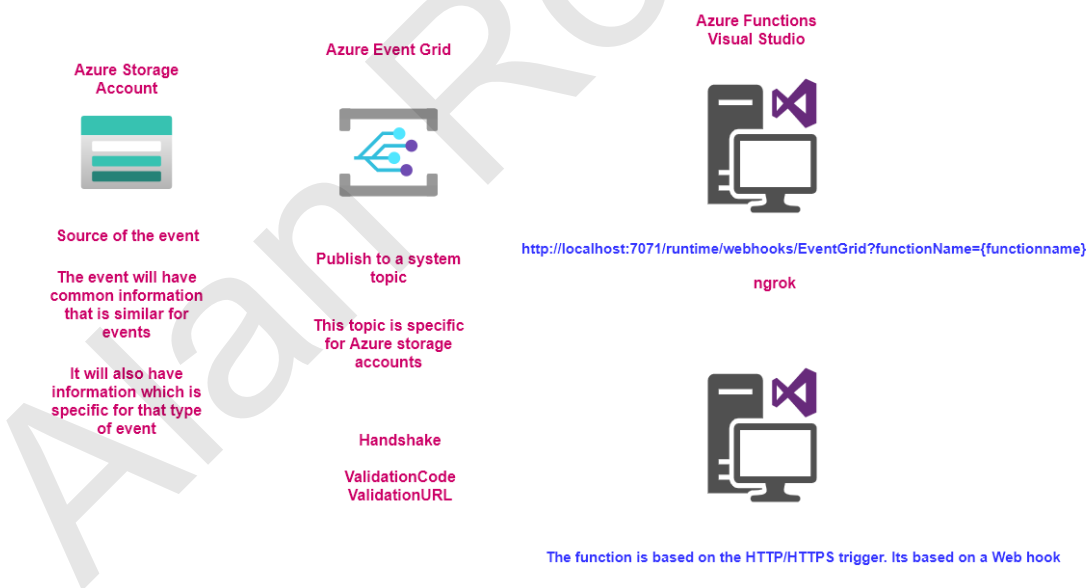 Azure Storage
Account
Source of the event
The event will have
common information
that is similar for
events
It will also have
information which is
specific for that type
of event
Azure Event Grid
Publish to a system
topic
This topic is specific
for Azure storage
accounts
Handshake
ValidationCode
ValidationURL
Azure Functions
Visual Studio
http://localhost:7071/runtime/webhooks/EventGrid?functionName={functionname}
ngrok
The function is based on the HTTP/HTTPS trigger. Its based on a Web hook
Alan Ro